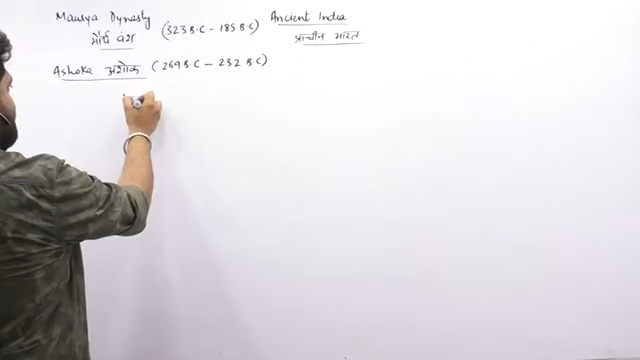 Maurya Dynasty (323 B.C - 185 B.C) Ancient India
मौर्य वंश प्राचीन भारत
Ashoka अशोक (269 B.C - 232 B.C)